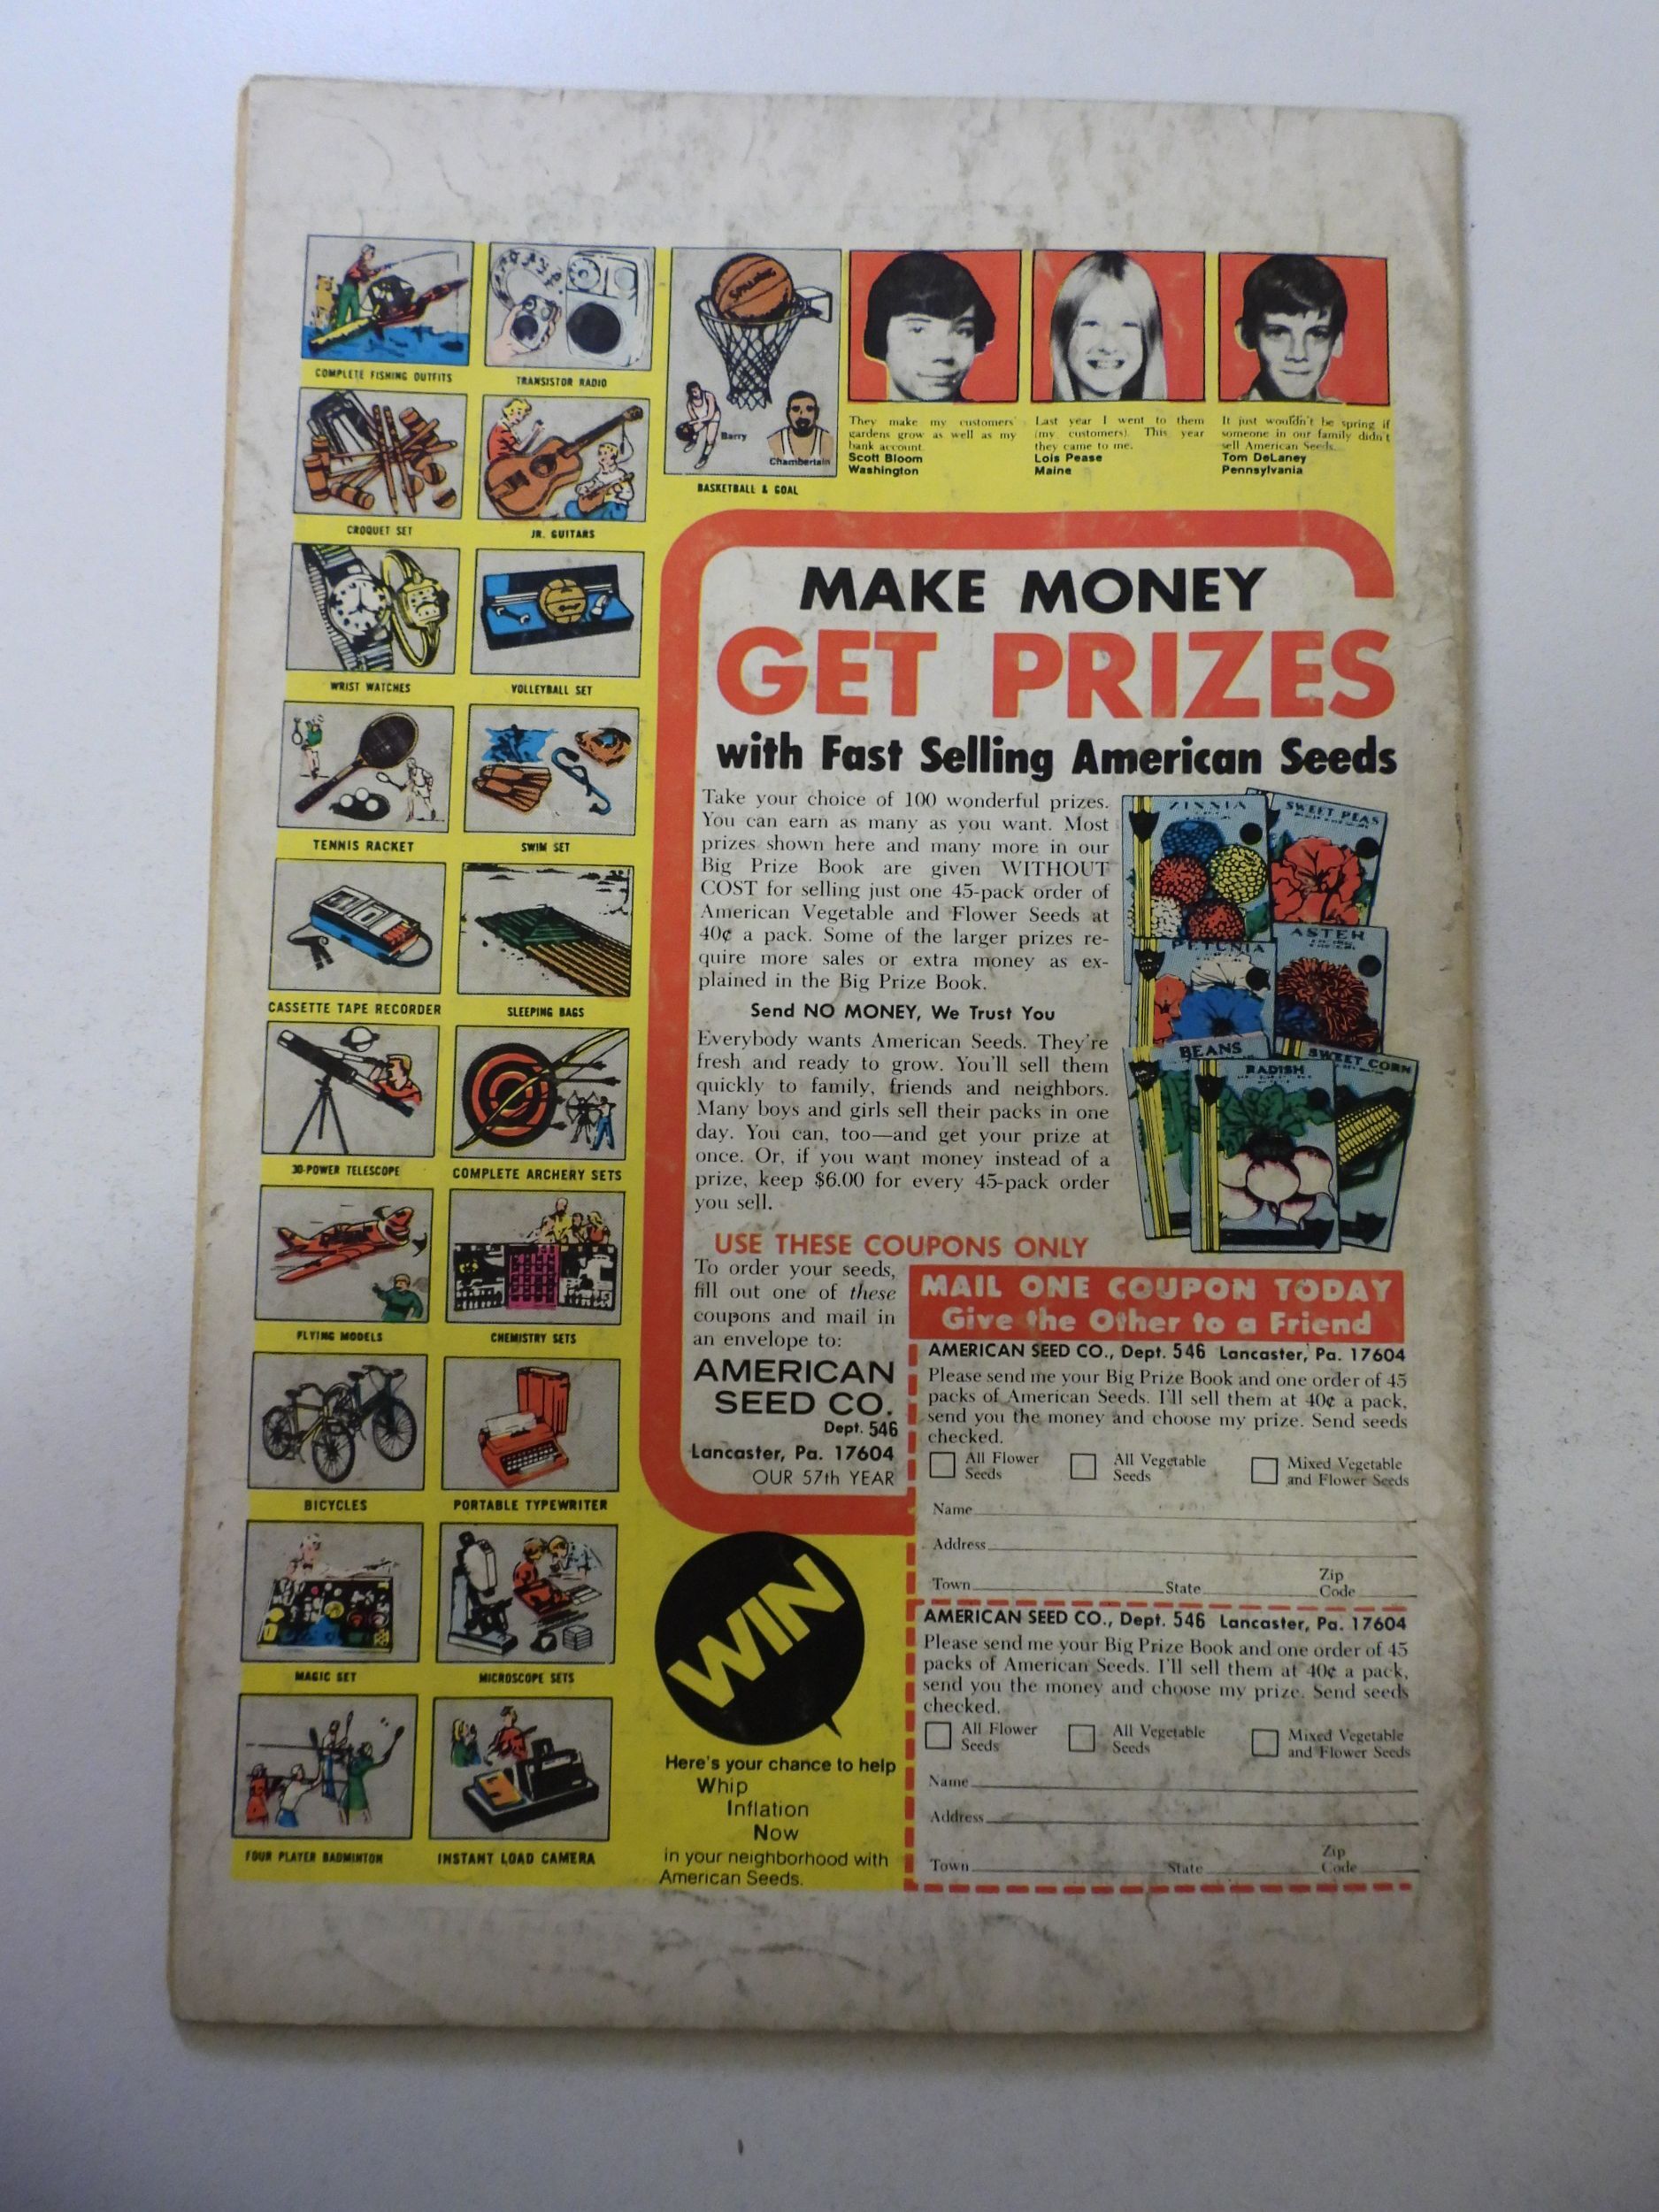 COMPLETE FISHING OUTFITS
TRANSISTOR RADIO
SPALDING
Barry
Chamberlain
BASKETBALL & GOAL
CROQUET SET
JR. GUITARS
WRIST WATCHES
VOLLEYBALL SET
TENNIS RACKET
SWIM SET
CASSETTE TAPE RECORDER
SLEEPING BAGS
30-POWER TELESCOPE
COMPLETE ARCHERY SETS
FLYING MODELS
CHEMISTRY SETS
BICYCLES
PORTABLE TYPEWRITER
MAGIC SET
MICROSCOPE SETS
FOUR PLAYER BADMINTON
INSTANT LOAD CAMERA
They make my customers'
gardens grow as well as my
bank account.
Scott Bloom
Washington
Last year I went to them
(my customers). This year
they came to me.
Lois Pease
Maine
It just wouldn't be spring if
someone in our family didn't
sell American Seeds.
Tom DeLaney
Pennsylvania
MAKE MONEY
GET PRIZES
with Fast Selling American Seeds
Take your choice of 100 wonderful prizes.
You can earn as many as you want. Most
prizes shown here and many more in our
Big Prize Book are given WITHOUT
COST for selling just one 45-pack order of
American Vegetable and Flower Seeds at
40¢ a pack. Some of the larger prizes re-
quire more sales or extra money as ex-
plained in the Big Prize Book.
Send NO MONEY, We Trust You
Everybody wants American Seeds. They're
fresh and ready to grow. You'll sell them
quickly to family, friends and neighbors.
Many boys and girls sell their packs in one
day. You can, too—and get your prize at
once. Or, if you want money instead of a
prize, keep $6.00 for every 45-pack order
you sell.
ZINNIA
SWEET PEAS
PETUNIA
ASTER
BEANS
SWEET CORN
RADISH
USE THESE COUPONS ONLY
To order your seeds,
fill out one of these
coupons and mail in
an envelope to:
AMERICAN
SEED CO.
Dept. 546
Lancaster, Pa. 17604
OUR 57th YEAR
MAIL ONE COUPON TODAY
Give the Other to a Friend
AMERICAN SEED CO., Dept. 546 Lancaster, Pa. 17604
Please send me your Big Prize Book and one order of 45
packs of American Seeds. I'll sell them at 40¢ a pack,
send you the money and choose my prize. Send seeds
checked.
All Flower Seeds
All Vegetable Seeds
Mixed Vegetable and Flower Seeds
Name
Address
Town State Zip Code
AMERICAN SEED CO., Dept. 546 Lancaster, Pa. 17604
Please send me your Big Prize Book and one order of 45
packs of American Seeds. I'll sell them at 40¢ a pack,
send you the money and choose my prize. Send seeds
checked.
All Flower Seeds
All Vegetable Seeds
Mixed Vegetable and Flower Seeds
Name
Address
Town State Zip Code
WIN
Here's your chance to help
Whip
Inflation
Now
in your neighborhood with
American Seeds.